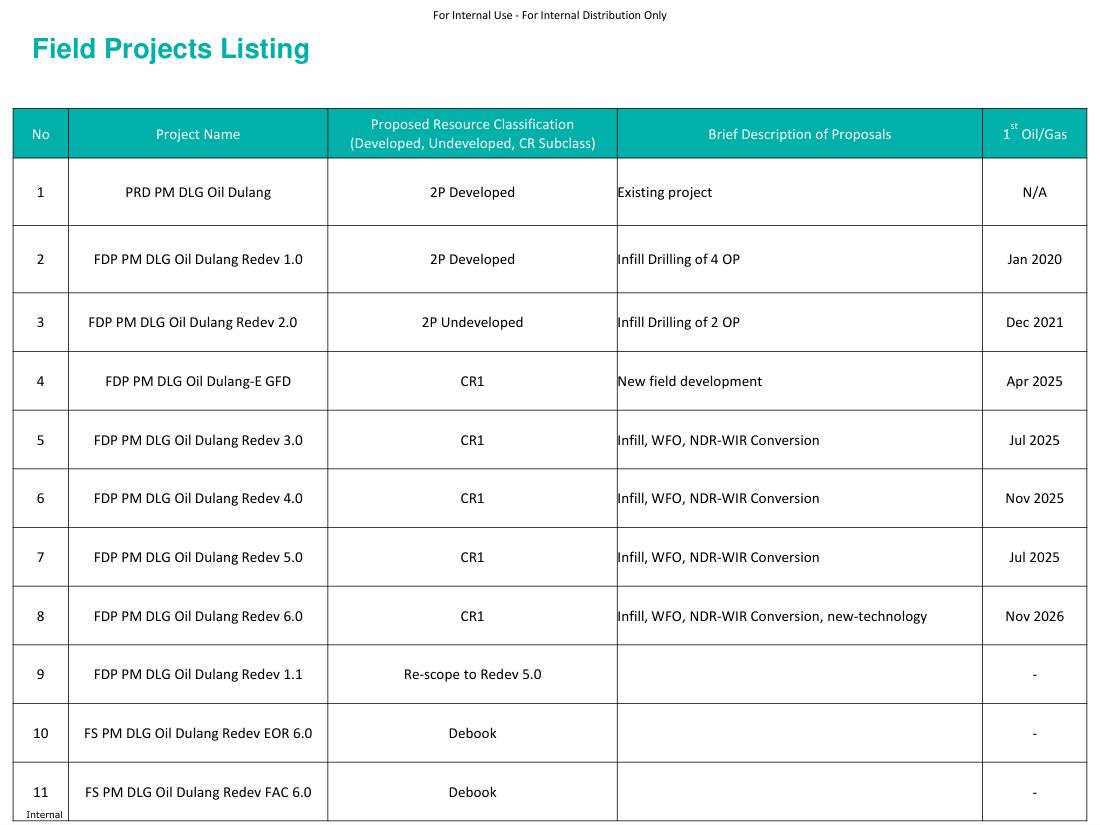 For Internal Use - For Internal Distribution Only
Field Projects Listing
No
Project Name
Proposed Resource Classification
(Developed, Undeveloped, CR Subclass)
Brief Description of Proposals
1st Oil/Gas
1
PRD PM DLG Oil Dulang
2P Developed
Existing project
N/A
2
FDP PM DLG Oil Dulang Redev 1.0
2P Developed
Infill Drilling of 4 OP
Jan 2020
3
FDP PM DLG Oil Dulang Redev 2.0
2P Undeveloped
Infill Drilling of 2 OP
Dec 2021
4
FDP PM DLG Oil Dulang-E GFD
CR1
New field development
Apr 2025
5
FDP PM DLG Oil Dulang Redev 3.0
CR1
Infill, WFO, NDR-WIR Conversion
Jul 2025
6
FDP PM DLG Oil Dulang Redev 4.0
CR1
Infill, WFO, NDR-WIR Conversion
Nov 2025
7
FDP PM DLG Oil Dulang Redev 5.0
CR1
Infill, WFO, NDR-WIR Conversion
Jul 2025
8
FDP PM DLG Oil Dulang Redev 6.0
CR1
Infill, WFO, NDR-WIR Conversion, new-technology
Nov 2026
9
FDP PM DLG Oil Dulang Redev 1.1
Re-scope to Redev 5.0
-
10
FS PM DLG Oil Dulang Redev EOR 6.0
Debook
-
11
FS PM DLG Oil Dulang Redev FAC 6.0
Debook
-
Internal